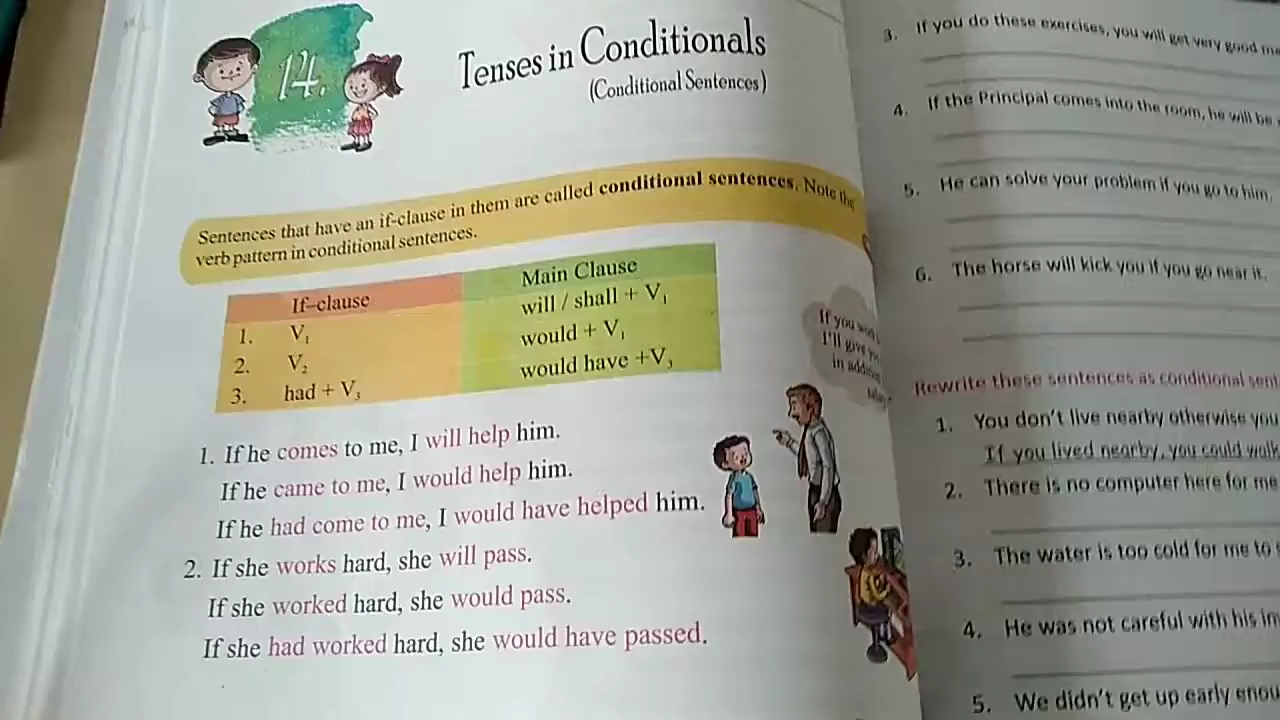 14.
Tenses in Conditionals
(Conditional Sentences)
Sentences that have an if-clause in them are called conditional sentences. Note the
verb pattern in conditional sentences.
If–clause Main Clause
1. V₁ will / shall + V₁
2. V₂ would + V₁
3. had + V₃ would have +V₃
1. If he comes to me, I will help him.
If he came to me, I would help him.
If he had come to me, I would have helped him.
2. If she works hard, she will pass.
If she worked hard, she would pass.
If she had worked hard, she would have passed.
If you
I'll give you
in
3. If you do these exercises, you will get very good
4. If the Principal comes into the room, he will be
5. He can solve your problem if you go to him.
6. The horse will kick you if you go near it.
Rewrite these sentences as conditional
1. You don't live nearby otherwise you
If you lived nearby, you could walk
2. There is no computer here for me
3. The water is too cold for me to
4. He was not careful with his
5. We didn't get up early